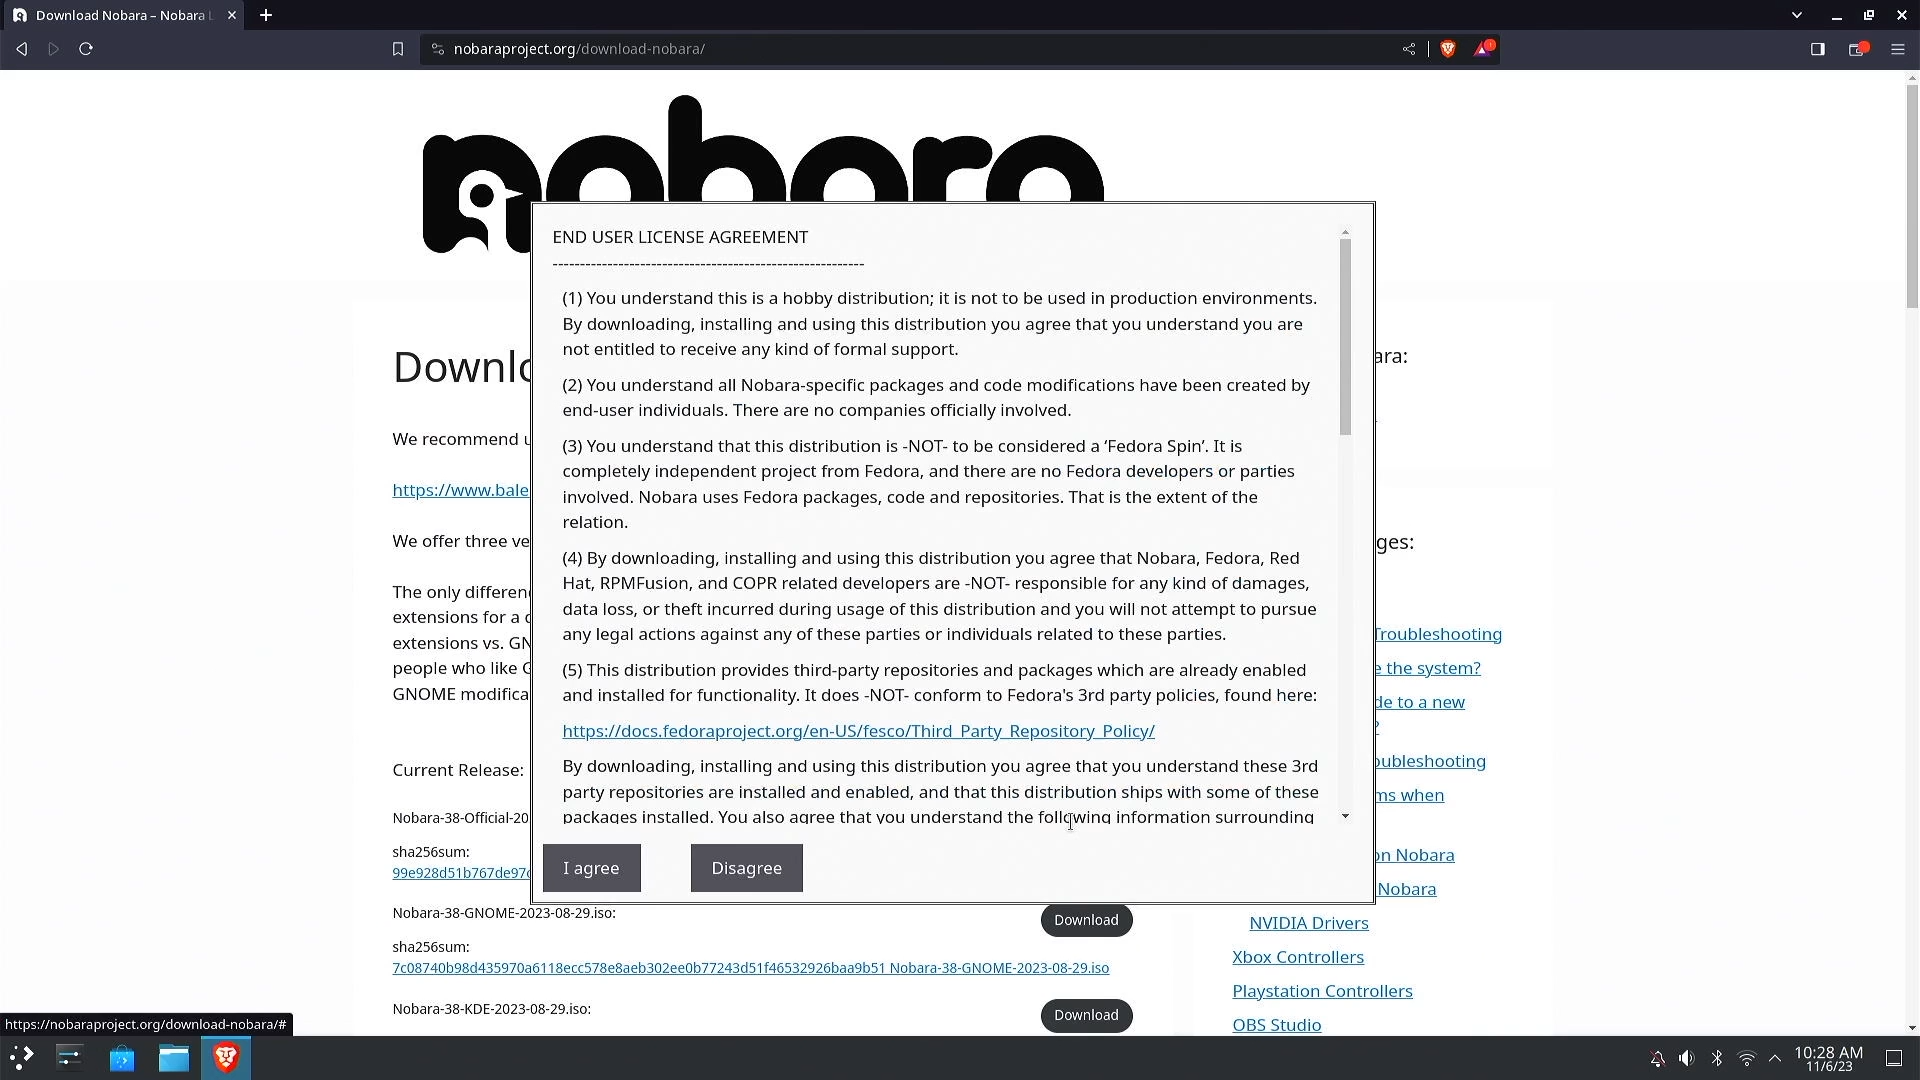 Download Nobara – Nobara L
nobaraproject.org/download-nobara/
nobara
END USER LICENSE AGREEMENT
---------------------------------------------------------
(1) You understand this is a hobby distribution; it is not to be used in production environments.
By downloading, installing and using this distribution you agree that you understand you are
not entitled to receive any kind of formal support.
(2) You understand all Nobara-specific packages and code modifications have been created by
end-user individuals. There are no companies officially involved.
(3) You understand that this distribution is -NOT- to be considered a ‘Fedora Spin’. It is
completely independent project from Fedora, and there are no Fedora developers or parties
involved. Nobara uses Fedora packages, code and repositories. That is the extent of the
relation.
(4) By downloading, installing and using this distribution you agree that Nobara, Fedora, Red
Hat, RPMFusion, and COPR related developers are -NOT- responsible for any kind of damages,
data loss, or theft incurred during usage of this distribution and you will not attempt to pursue
any legal actions against any of these parties or individuals related to these parties.
(5) This distribution provides third-party repositories and packages which are already enabled
and installed for functionality. It does -NOT- conform to Fedora's 3rd party policies, found here:
https://docs.fedoraproject.org/en-US/fesco/Third_Party_Repository_Policy/
By downloading, installing and using this distribution you agree that you understand these 3rd
party repositories are installed and enabled, and that this distribution ships with some of these
packages installed. You also agree that you understand the following information surrounding
I agree
Disagree
Downlo
We recommend u
https://www.bale
We offer three ve
The only differen
extensions for a
extensions vs. GN
people who like G
GNOME modifica
Current Release:
Nobara-38-Official-20
sha256sum:
99e928d51b767de97
Nobara-38-GNOME-2023-08-29.iso:
Download
sha256sum:
7c08740b98d435970a6118ecc578e8aeb302ee0b77243d51f46532926baa9b51 Nobara-38-GNOME-2023-08-29.iso
Nobara-38-KDE-2023-08-29.iso:
Download
ara:
ges:
Troubleshooting
e the system?
de to a new
?
oubleshooting
ms when
on Nobara
Nobara
NVIDIA Drivers
Xbox Controllers
Playstation Controllers
OBS Studio
https://nobaraproject.org/download-nobara/#
10:28 AM
11/6/23